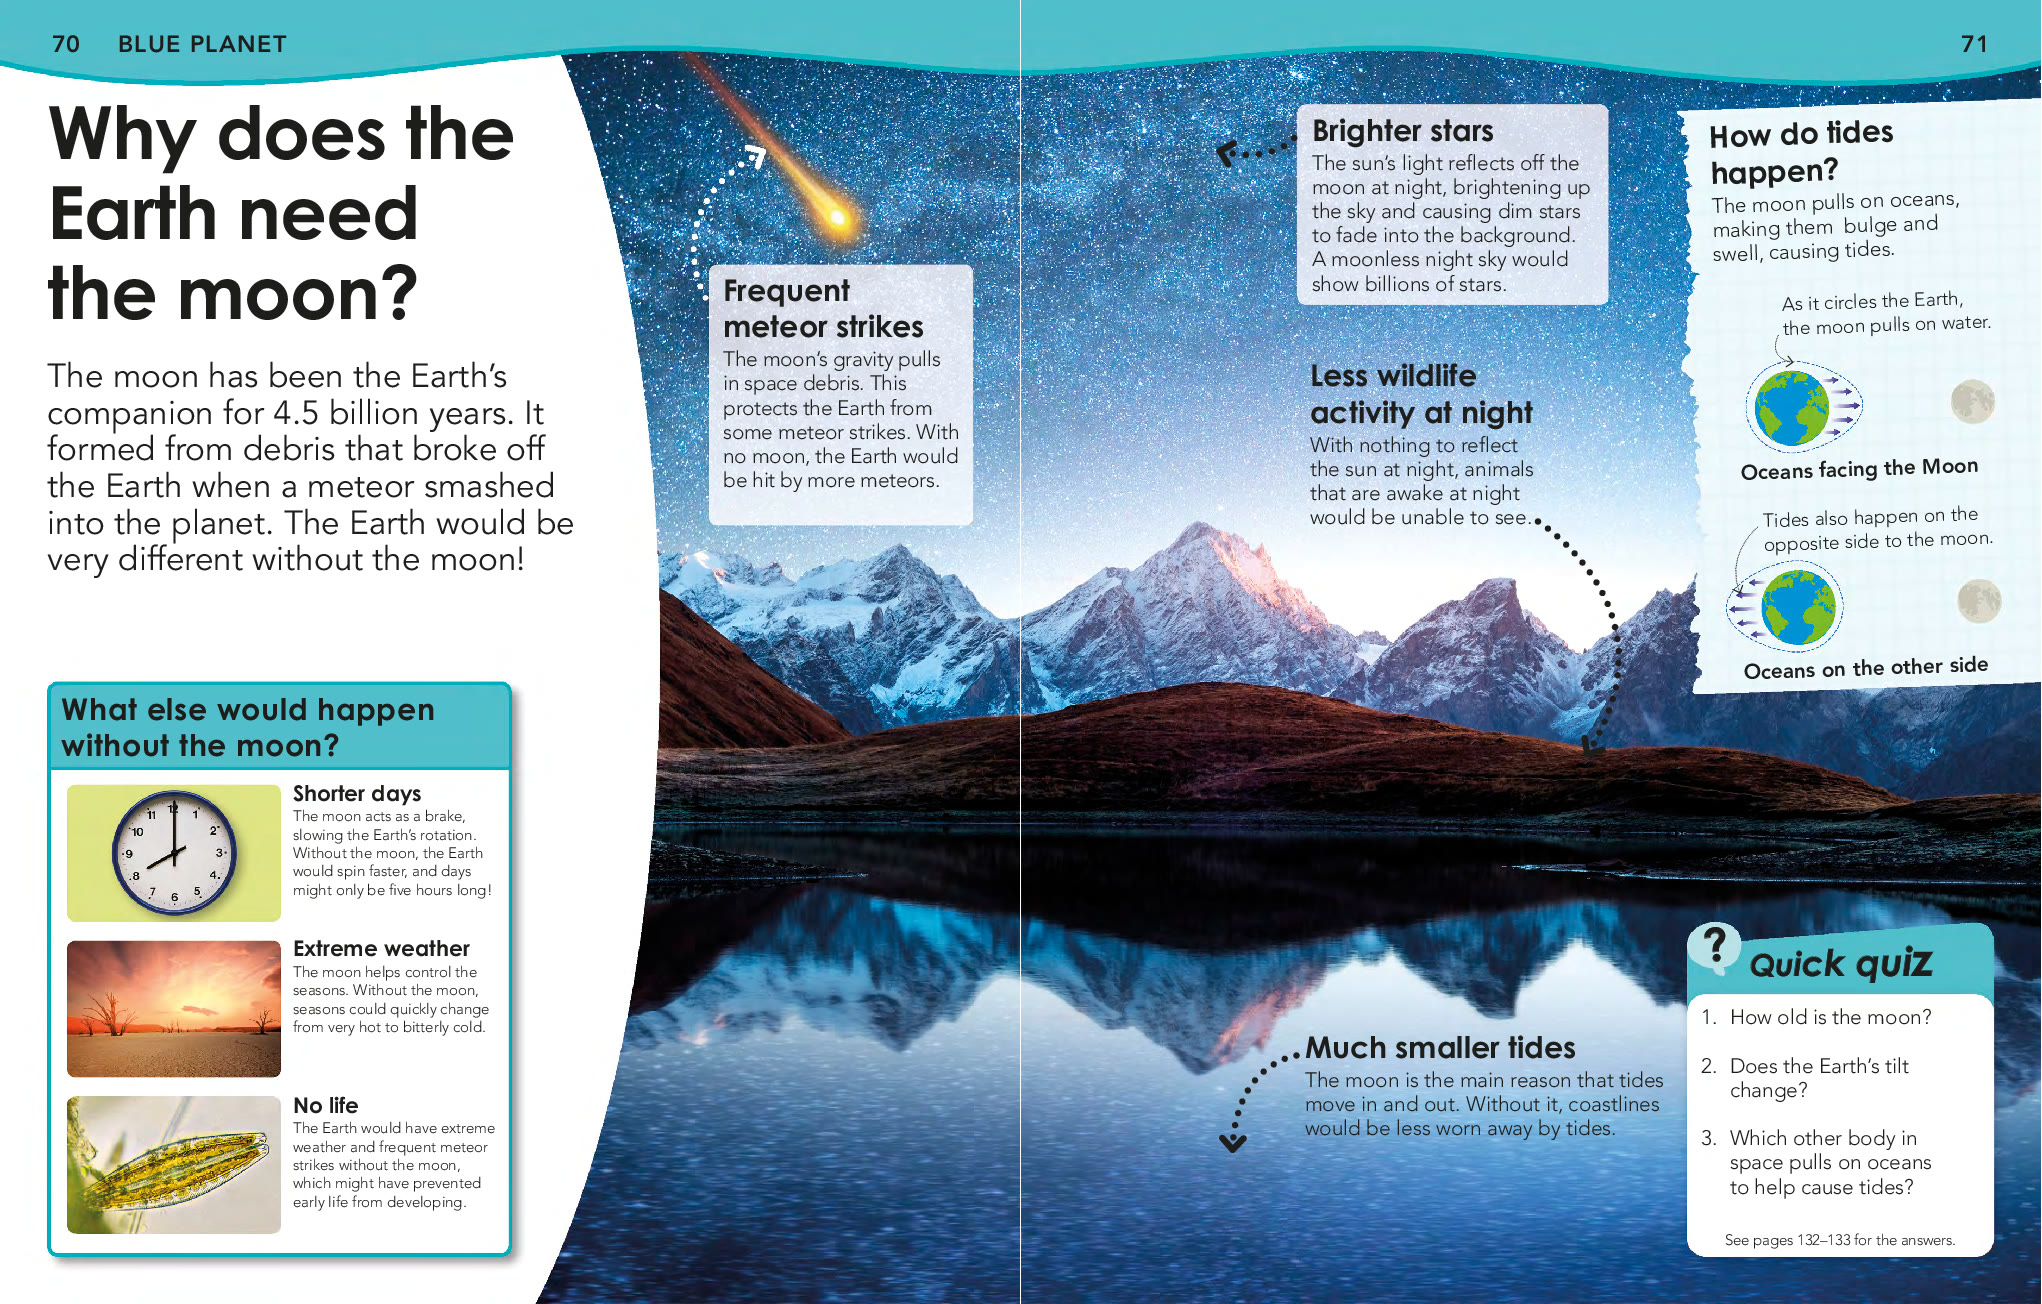 70 BLUE PLANET
71
Why does the
Earth need
the moon?
The moon has been the Earth’s
companion for 4.5 billion years. It
formed from debris that broke off
the Earth when a meteor smashed
into the planet. The Earth would be
very different without the moon!
What else would happen
without the moon?
12
1
2
3
4
5
6
7
8
9
10
11
Shorter days
The moon acts as a brake,
slowing the Earth’s rotation.
Without the moon, the Earth
would spin faster, and days
might only be five hours long!
Extreme weather
The moon helps control the
seasons. Without the moon,
seasons could quickly change
from very hot to bitterly cold.
No life
The Earth would have extreme
weather and frequent meteor
strikes without the moon,
which might have prevented
early life from developing.
Frequent
meteor strikes
The moon’s gravity pulls
in space debris. This
protects the Earth from
some meteor strikes. With
no moon, the Earth would
be hit by more meteors.
Brighter stars
The sun’s light reflects off the
moon at night, brightening up
the sky and causing dim stars
to fade into the background.
A moonless night sky would
show billions of stars.
Less wildlife
activity at night
With nothing to reflect
the sun at night, animals
that are awake at night
would be unable to see.
Much smaller tides
The moon is the main reason that tides
move in and out. Without it, coastlines
would be less worn away by tides.
How do tides
happen?
The moon pulls on oceans,
making them bulge and
swell, causing tides.
As it circles the Earth,
the moon pulls on water.
Oceans facing the Moon
Tides also happen on the
opposite side to the moon.
Oceans on the other side
?
Quick quiz
1. How old is the moon?
2. Does the Earth’s tilt
change?
3. Which other body in
space pulls on oceans
to help cause tides?
See pages 132–133 for the answers.